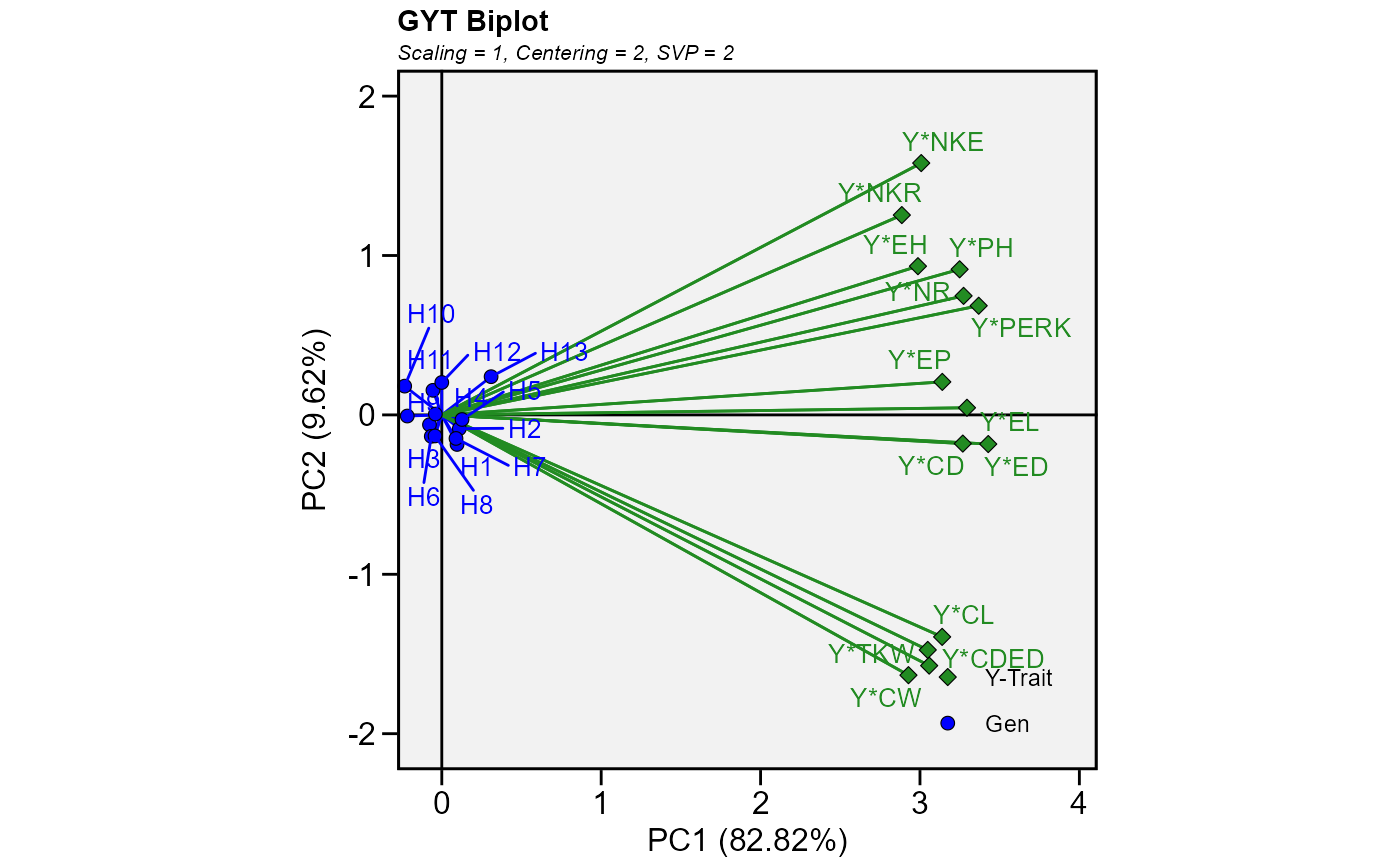 GYT Biplot
Scaling = 1, Centering = 2, SVP = 2
2
1
0
-1
-2
PC2 (9.62%)
Y*NKE
Y*NKR
Y*EH
Y*PH
Y*NR
Y*PERK
Y*EP
Y*EL
Y*CD
Y*ED
Y*CL
Y*TKW
Y*CDED
Y*CW
H10
H11
H12
H13
H4
H5
H2
H3
H1
H7
H6
H8
Y-Trait
Gen
0
1
2
3
4
PC1 (82.82%)